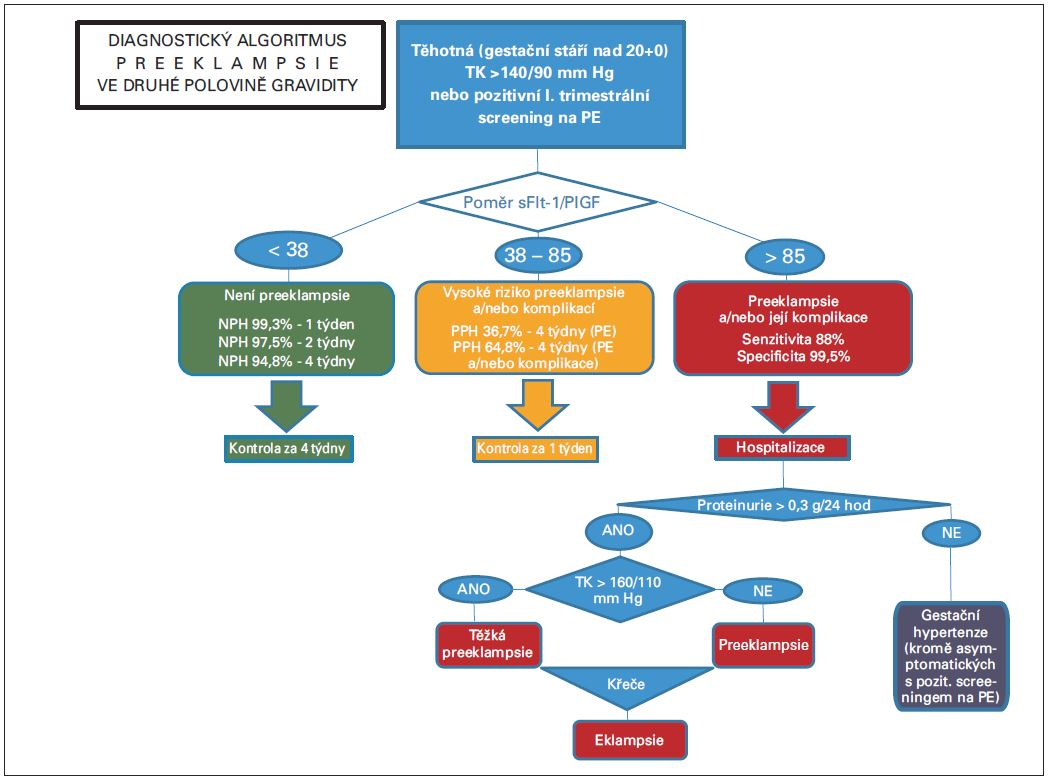 DIAGNOSTICKÝ ALGORITMUS
P R E E K L A M P S I E
VE DRUHÉ POLOVINĚ GRAVIDITY
Těhotná (gestační stáří nad 20+0)
TK >140/90 mm Hg
nebo pozitivní I. trimestrální
screening na PE
Poměr sFlt-1/PlGF
< 38
38 – 85
> 85
Není preeklampsie
NPH 99,3% - 1 týden
NPH 97,5% - 2 týdny
NPH 94,8% - 4 týdny
Vysoké riziko preeklampsie
a/nebo komplikací
PPH 36,7% - 4 týdny (PE)
PPH 64,8% - 4 týdny (PE
a/nebo komplikace)
Preeklampsie
a/nebo její komplikace
Senzitivita 88%
Specificita 99,5%
Kontrola za 4 týdny
Kontrola za 1 týden
Hospitalizace
Proteinurie > 0,3 g/24 hod
ANO
NE
TK > 160/110
mm Hg
ANO
NE
Těžká
preeklampsie
Preeklampsie
Gestační
hypertenze
(kromě asym-
ptomatických
s pozit. scree-
ningem na PE)
Křeče
Eklampsie